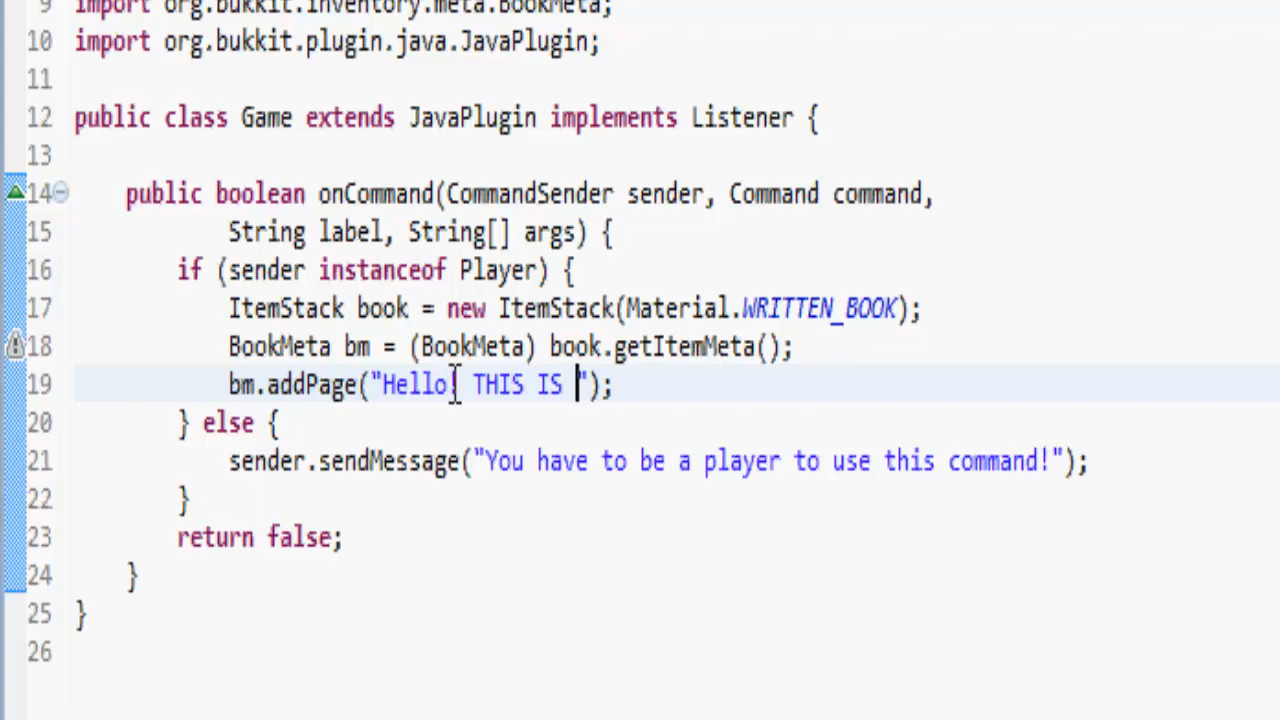 9 import org.bukkit.inventory.meta.BookMeta;
10 import org.bukkit.plugin.java.JavaPlugin;
11
12 public class Game extends JavaPlugin implements Listener {
13
14 public boolean onCommand(CommandSender sender, Command command,
15 String label, String[] args) {
16 if (sender instanceof Player) {
17 ItemStack book = new ItemStack(Material.WRITTEN_BOOK);
18 BookMeta bm = (BookMeta) book.getItemMeta();
19 bm.addPage("Hello! THIS IS ");
20 } else {
21 sender.sendMessage("You have to be a player to use this command!");
22 }
23 return false;
24 }
25 }
26